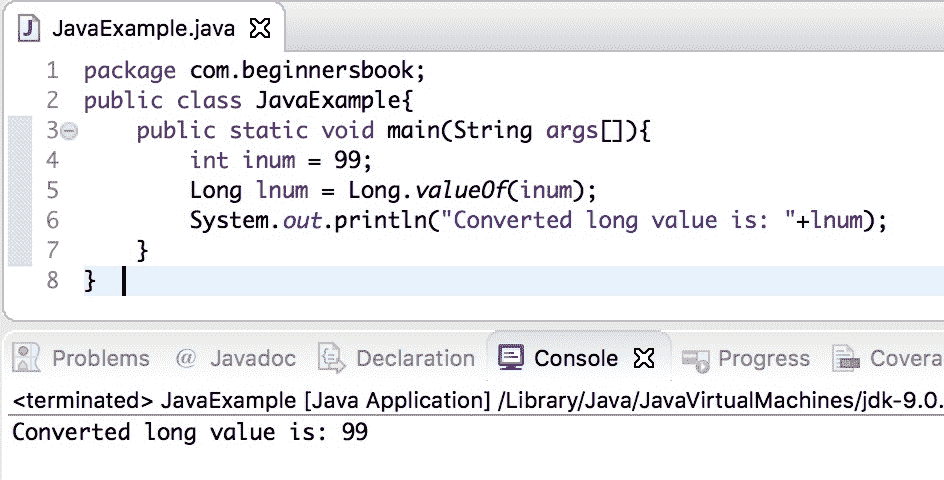 JavaExample.java
1 package com.beginnersbook;
2 public class JavaExample{
3     public static void main(String args[]){
4         int inum = 99;
5         Long lnum = Long.valueOf(inum);
6         System.out.println("Converted long value is: "+lnum);
7     }
8 }
Problems @ Javadoc Declaration Console Progress Covera
<terminated> JavaExample [Java Application] /Library/Java/JavaVirtualMachines/jdk-9.0.
Converted long value is: 99